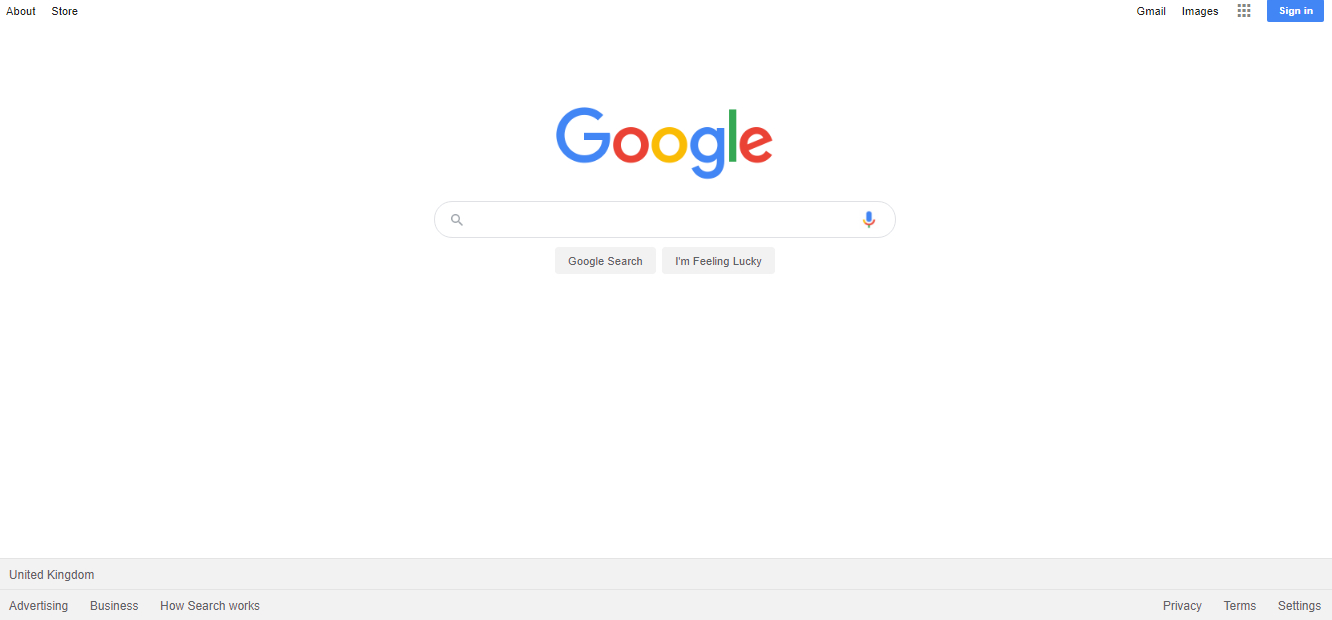 About Store Gmail Images Sign in
Google
Google Search I'm Feeling Lucky
United Kingdom
Advertising Business How Search works Privacy Terms Settings